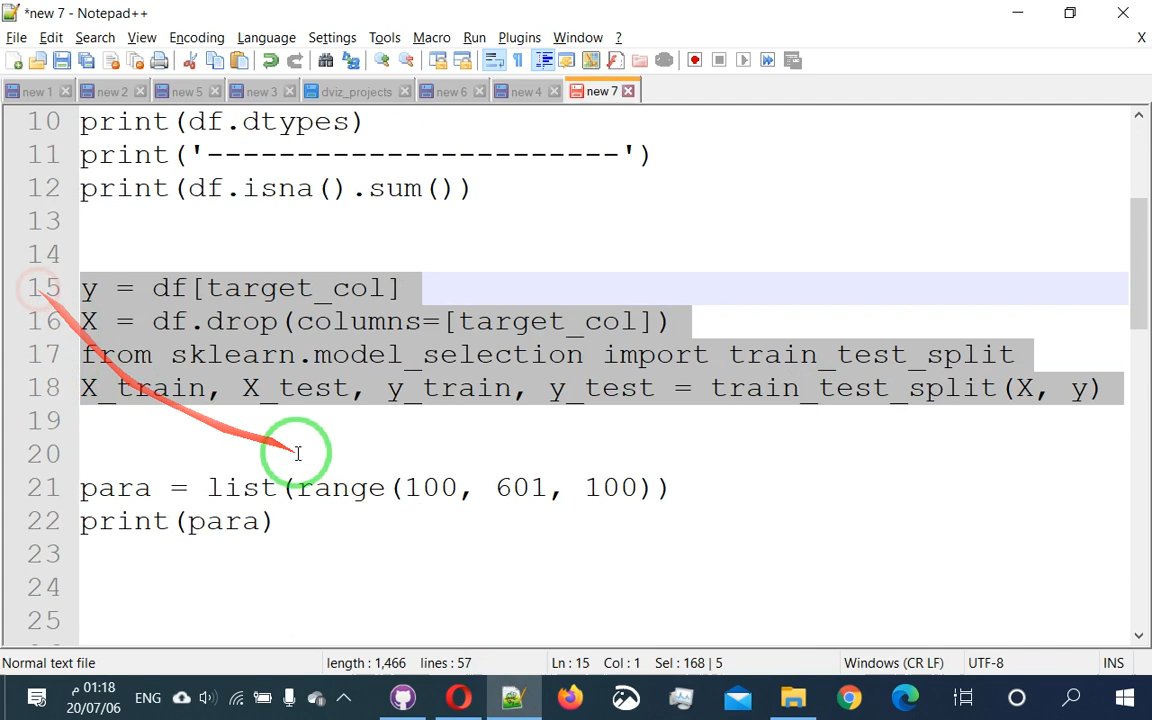 *new 7 - Notepad++
File Edit Search View Encoding Language Settings Tools Macro Run Plugins Window ? X
new 1 new 2 new 5 new 3 dviz_projects new 6 new 4 new 7
10 print(df.dtypes)
11 print('-----------------------')
12 print(df.isna().sum())
13
14
15 y = df[target_col]
16 X = df.drop(columns=[target_col])
17 from sklearn.model_selection import train_test_split
18 X_train, X_test, y_train, y_test = train_test_split(X, y)
19
20
21 para = list(range(100, 601, 100))
22 print(para)
23
24
25
Normal text file length : 1,466 lines : 57 Ln : 15 Col : 1 Sel : 168 | 5 Windows (CR LF) UTF-8 INS
01:18 م ENG
20/07/06